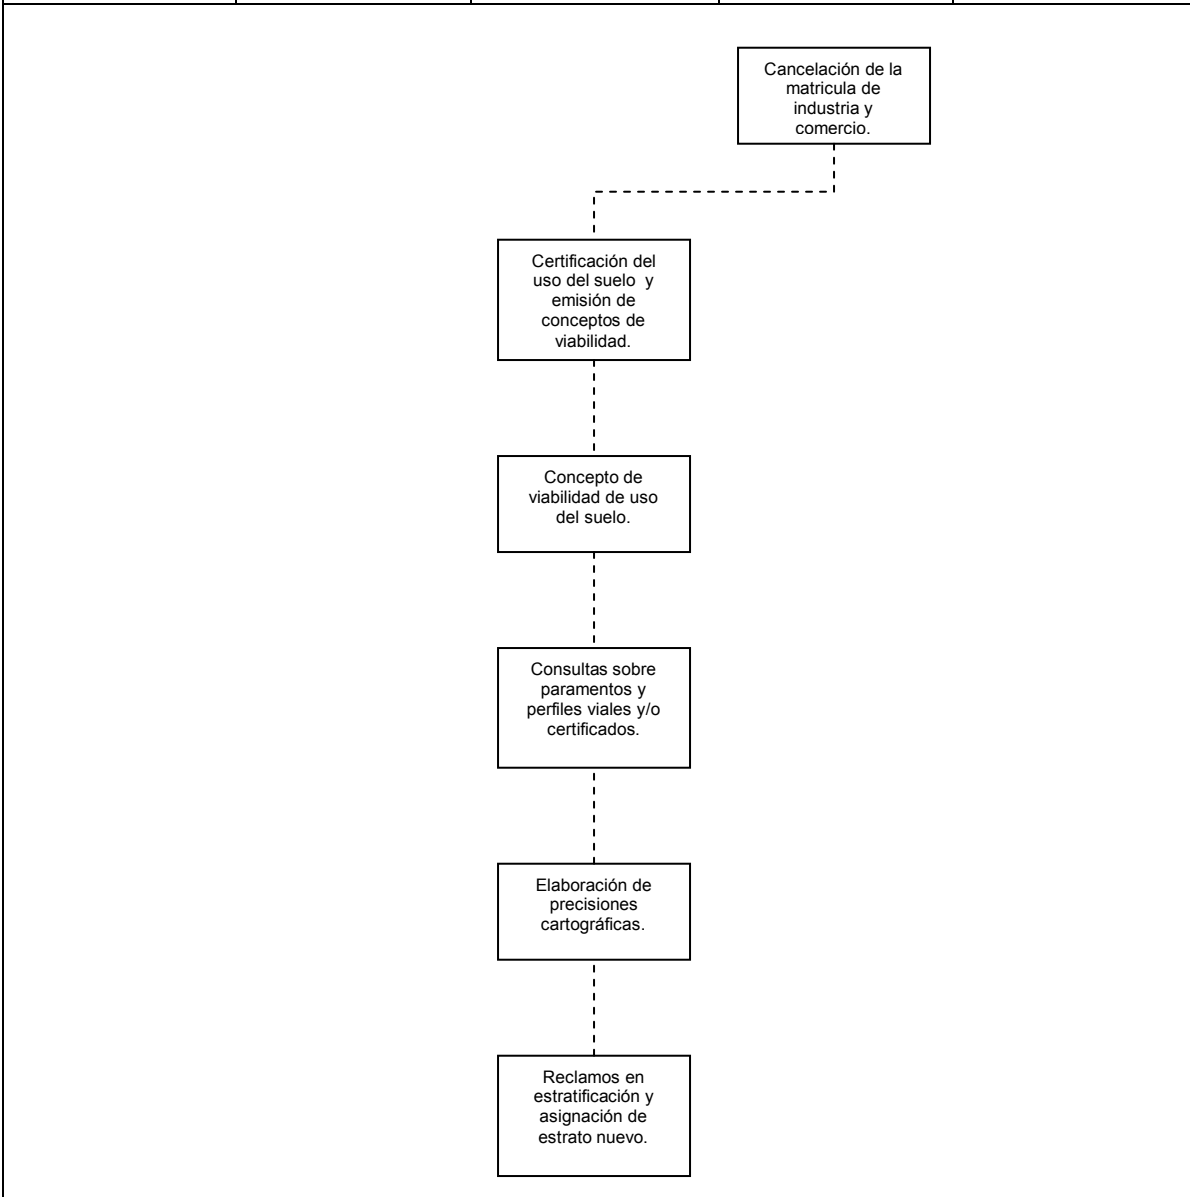 Cancelación de la
matricula de
industria y
comercio.
Certificación del
uso del suelo  y
emisión de
conceptos de
viabilidad.
Concepto de
viabilidad de uso
del suelo.
Consultas sobre
paramentos y
perfiles viales y/o
certificados.
Elaboración de
precisiones
cartográficas.
Reclamos en
estratificación y
asignación de
estrato nuevo.